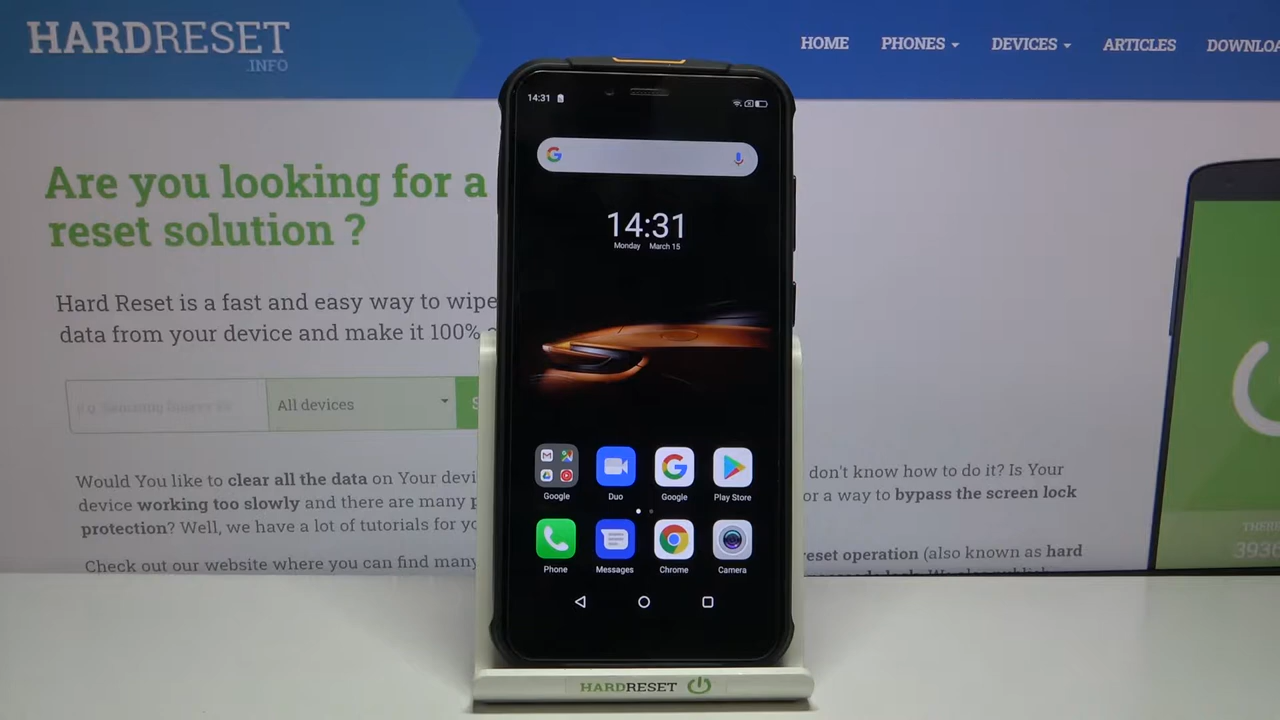 HARDRESET
.INFO
HOME PHONES DEVICES ARTICLES DOWNLOA
Are you looking for a
reset solution ?
Hard Reset is a fast and easy way to wipe
data from your device and make it 100%
All devices
S
Would You like to clear all the data on Your devi
device working too slowly and there are many
protection? Well, we have a lot of tutorials for yo
Check out our website where you can find many
don't know how to do it? Is Your
or a way to bypass the screen lock
reset operation (also known as hard
14:31
14:31
Monday March 15
Google Duo Google Play Store
Phone Messages Chrome Camera
HARDRESET
THERE
3930